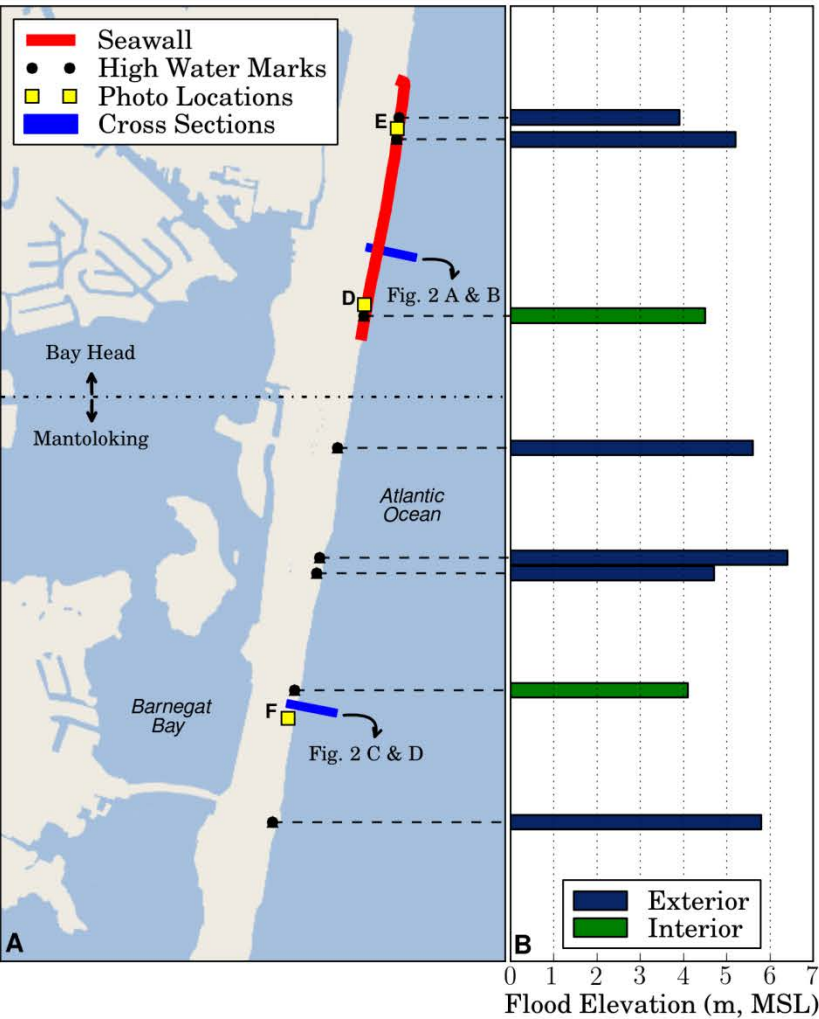 Seawall
High Water Marks
Photo Locations
Cross Sections
E
Fig. 2 A & B
D
Bay Head
Mantoloking
Atlantic
Ocean
Barnegat
Bay
F
Fig. 2 C & D
A
Exterior
Interior
B
0 1 2 3 4 5 6 7
Flood Elevation (m, MSL)